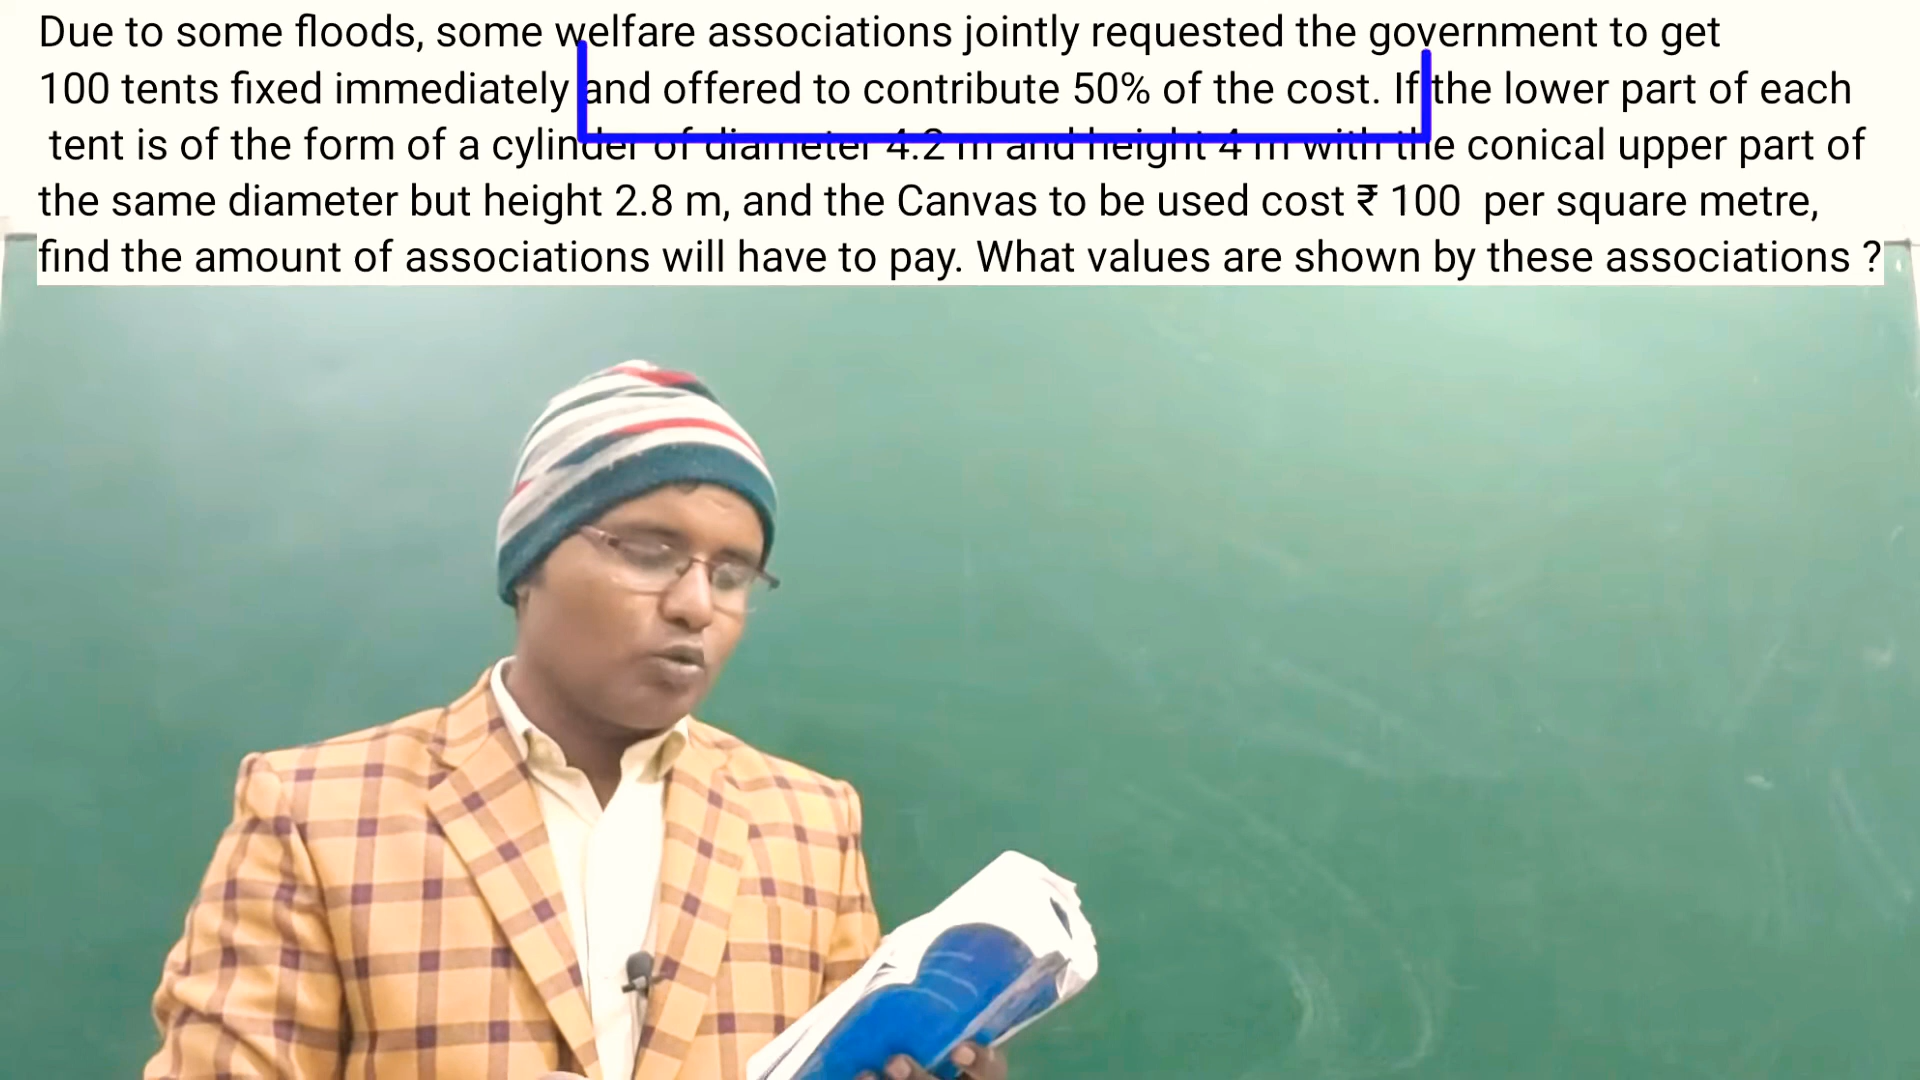 Due to some floods, some welfare associations jointly requested the government to get
100 tents fixed immediately and offered to contribute 50% of the cost. If the lower part of each
tent is of the form of a cylinder of diameter 4.2 m and height 4 m with the conical upper part of
the same diameter but height 2.8 m, and the Canvas to be used cost ₹ 100 per square metre,
find the amount of associations will have to pay. What values are shown by these associations ?